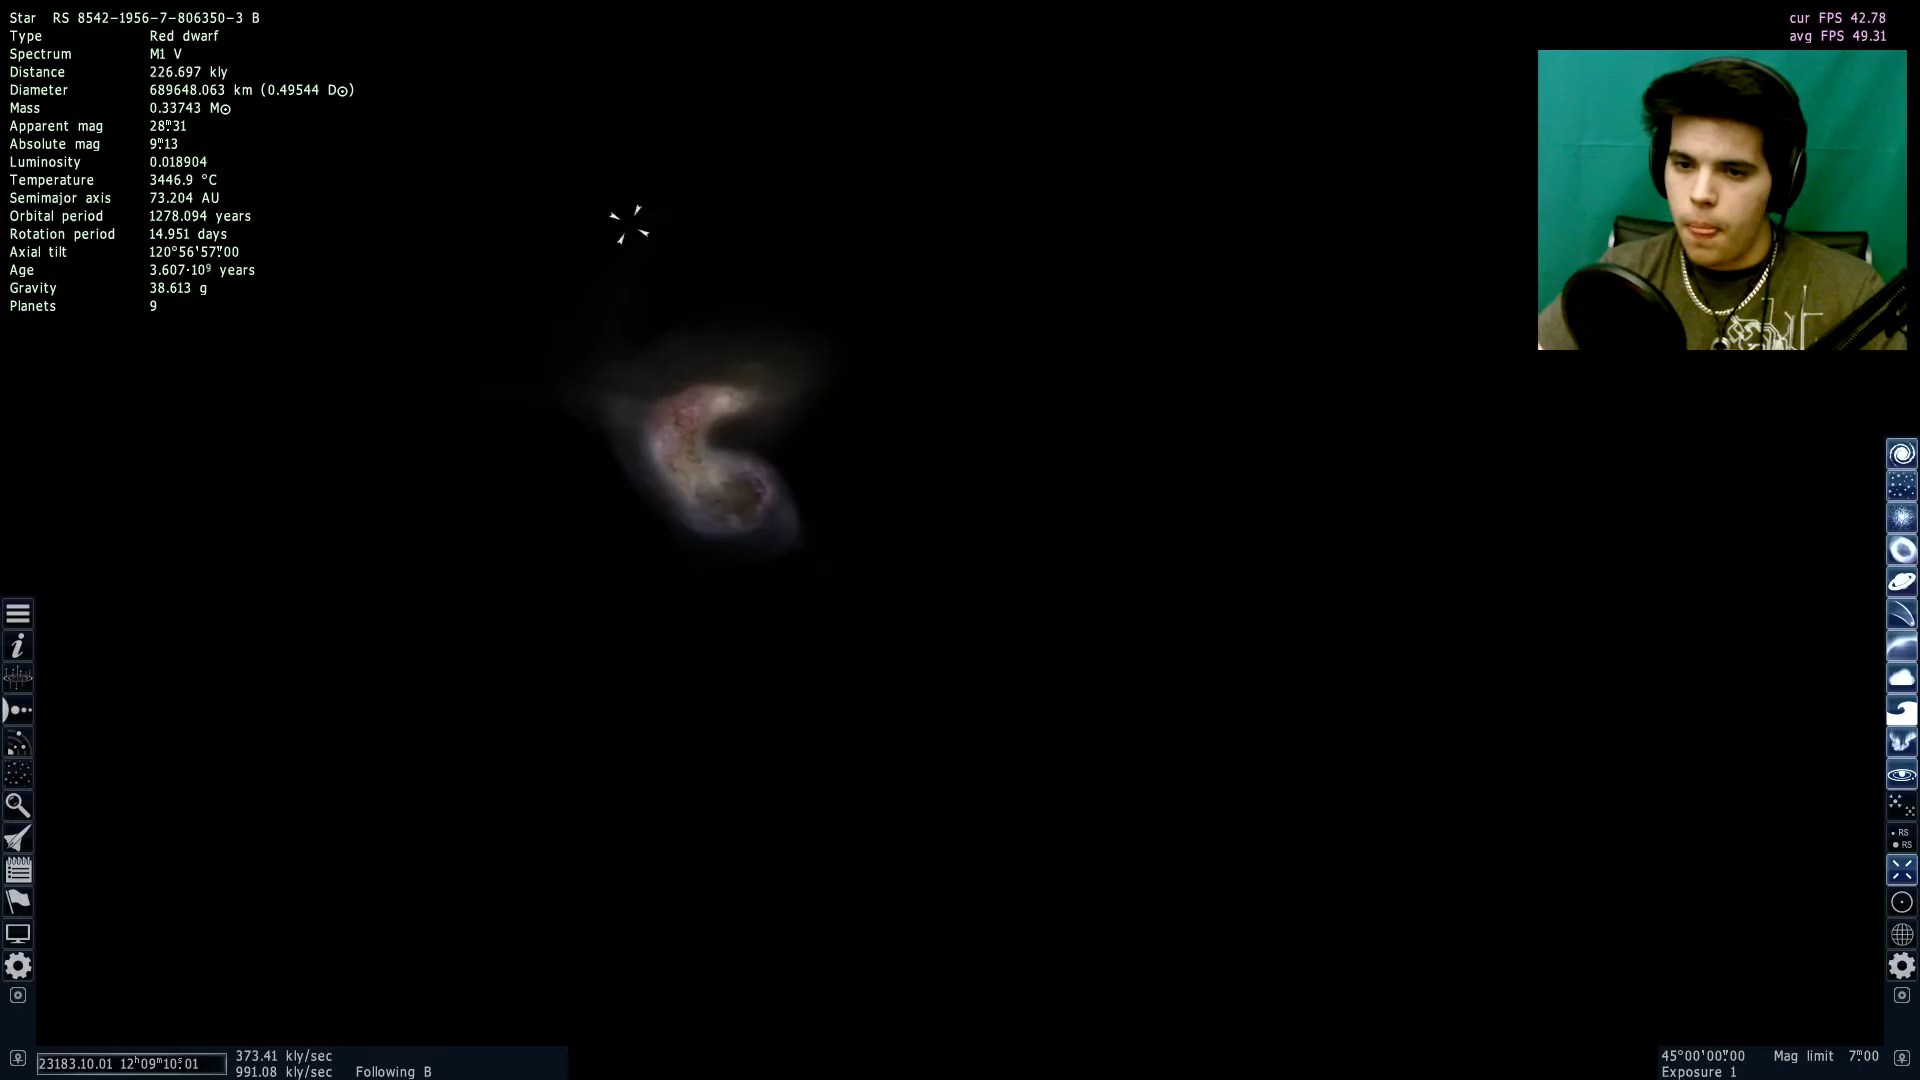 Star RS 8542-1956-7-806350-3 B
Type Red dwarf
Spectrum M1 V
Distance 226.697 kly
Diameter 689648.063 km (0.49544 D☉)
Mass 0.33743 M☉
Apparent mag 28ᵐ31
Absolute mag 9ᵐ13
Luminosity 0.018904
Temperature 3446.9 °C
Semimajor axis 73.204 AU
Orbital period 1278.094 years
Rotation period 14.951 days
Axial tilt 120°56'57"00
Age 3.607·10⁹ years
Gravity 38.613 g
Planets 9
cur FPS 42.78
avg FPS 49.31
RS
RS
23183.10.01 12ʰ09ᵐ10ˢ01
373.41 kly/sec
991.08 kly/sec Following B
45°00'00"00 Mag limit 7ᵐ00
Exposure 1